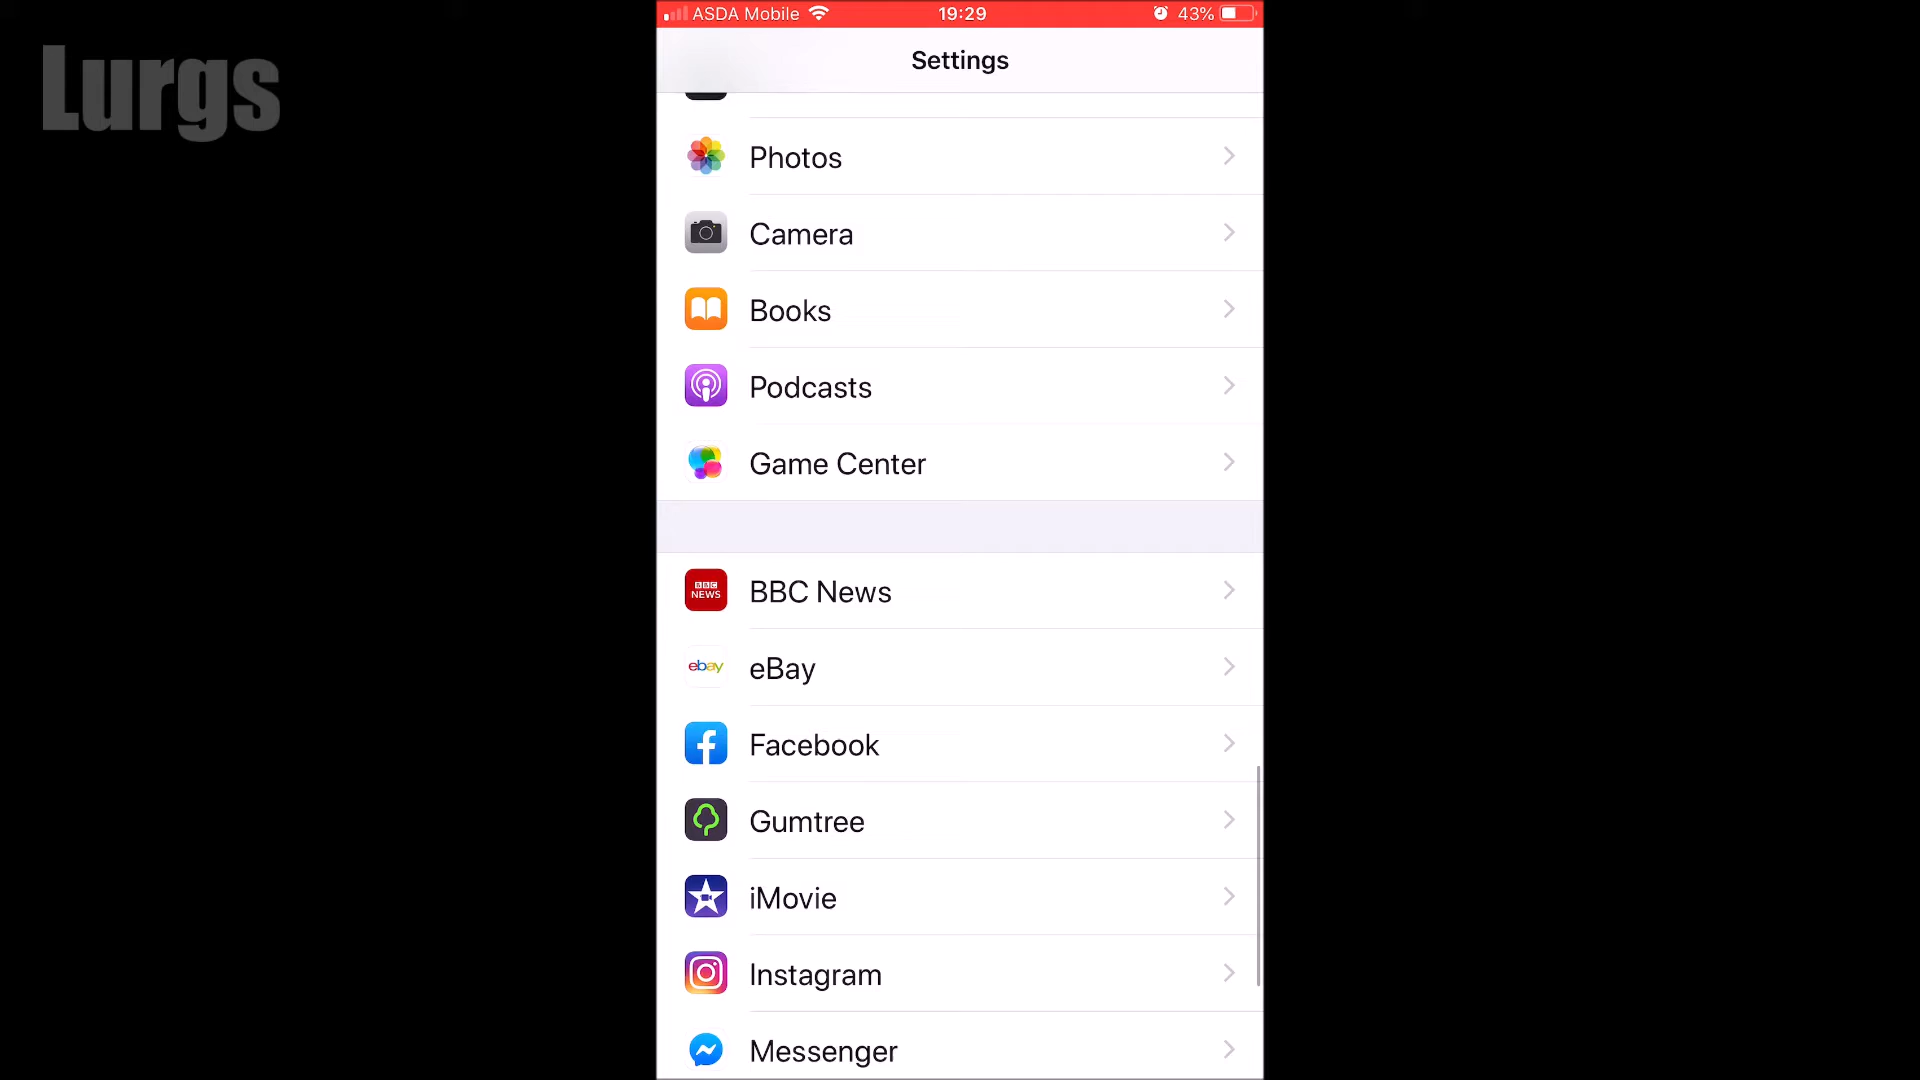 Lurgs
ASDA Mobile 19:29 43%
Settings
Photos
Camera
Books
Podcasts
Game Center
BBC NEWS BBC News
ebay eBay
Facebook
Gumtree
iMovie
Instagram
Messenger